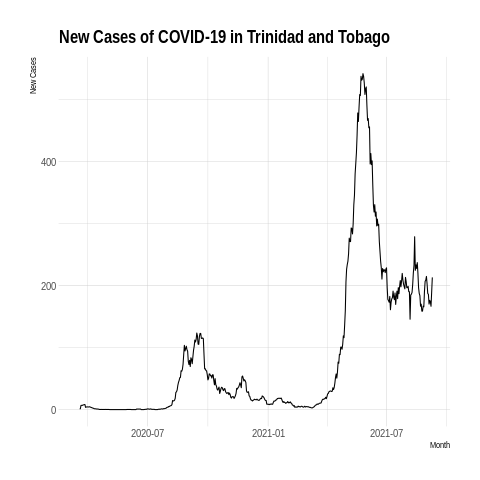 New Cases of COVID-19 in Trinidad and Tobago
New Cases
400
200
0
2020-07 2021-01 2021-07
Month